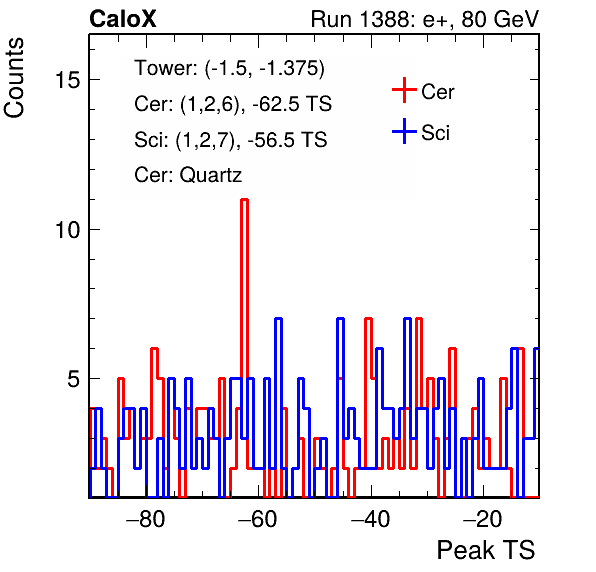 CaloX Run 1388: e+, 80 GeV
Counts
Tower: (-1.5, -1.375)
Cer: (1,2,6), -62.5 TS
Sci: (1,2,7), -56.5 TS
Cer: Quartz
Cer
Sci
15
10
5
−80 −60 −40 −20
Peak TS